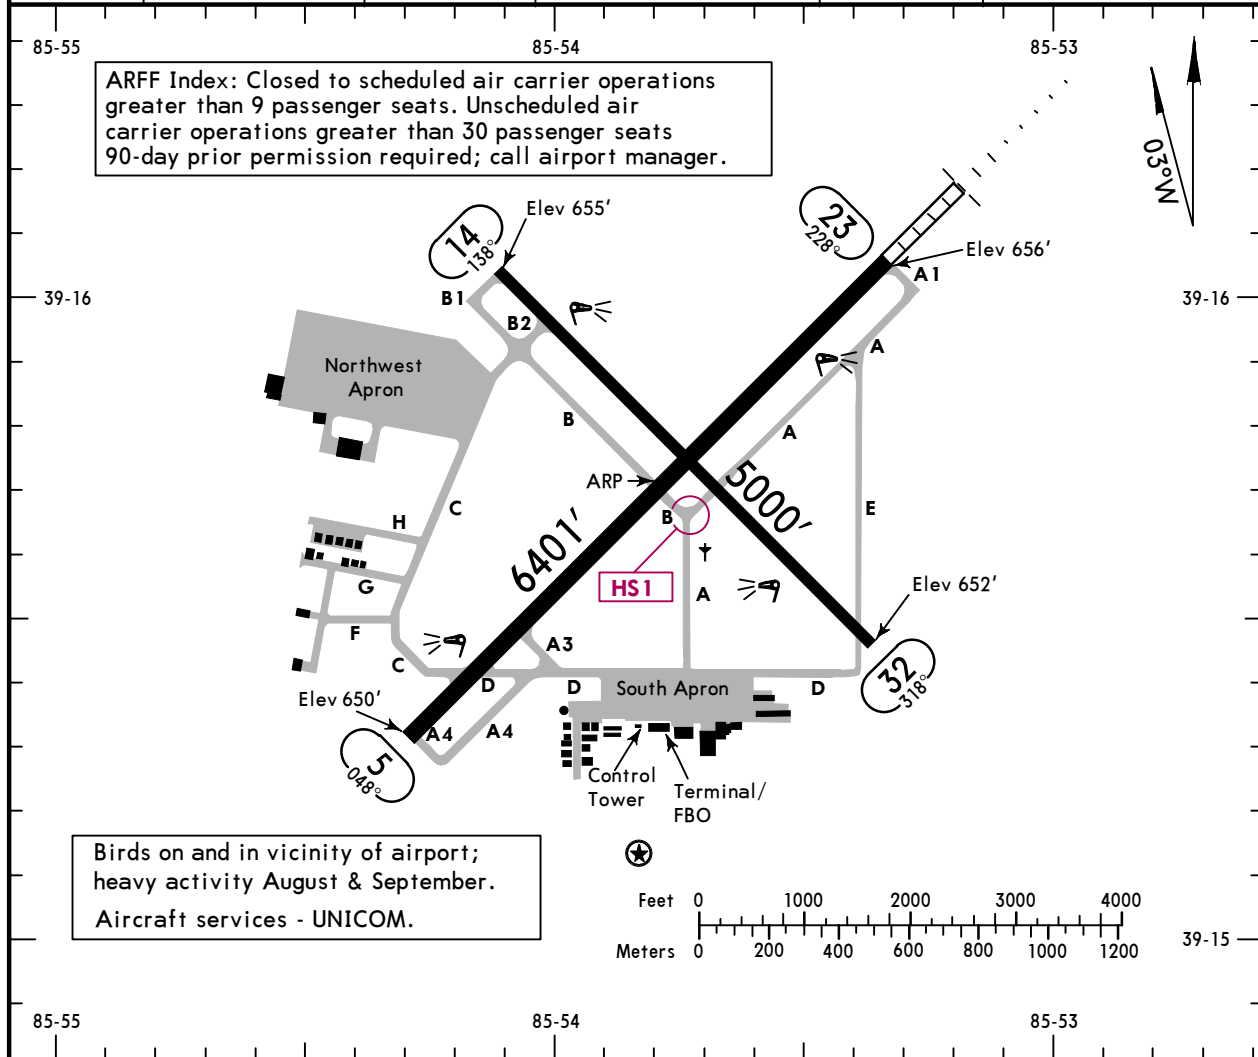 85-55
85-54
85-53
ARFF Index: Closed to scheduled air carrier operations
greater than 9 passenger seats. Unscheduled air
carrier operations greater than 30 passenger seats
90-day prior permission required; call airport manager.
03°W
Elev 655'
14
138°
23
228°
Elev 656'
A1
39-16
39-16
B1
B2
A
Northwest
Apron
B
A
ARP
5000'
C
E
B
H
6401'
HS1
G
A
Elev 652'
F
A3
C
32
318°
D
D
South Apron
D
Elev 650'
A4
A4
5
048°
Control
Tower
Terminal/
FBO
Birds on and in vicinity of airport;
heavy activity August & September.
Aircraft services - UNICOM.
Feet 0 1000 2000 3000 4000
Meters 0 200 400 600 800 1000 1200
39-15
85-55
85-54
85-53